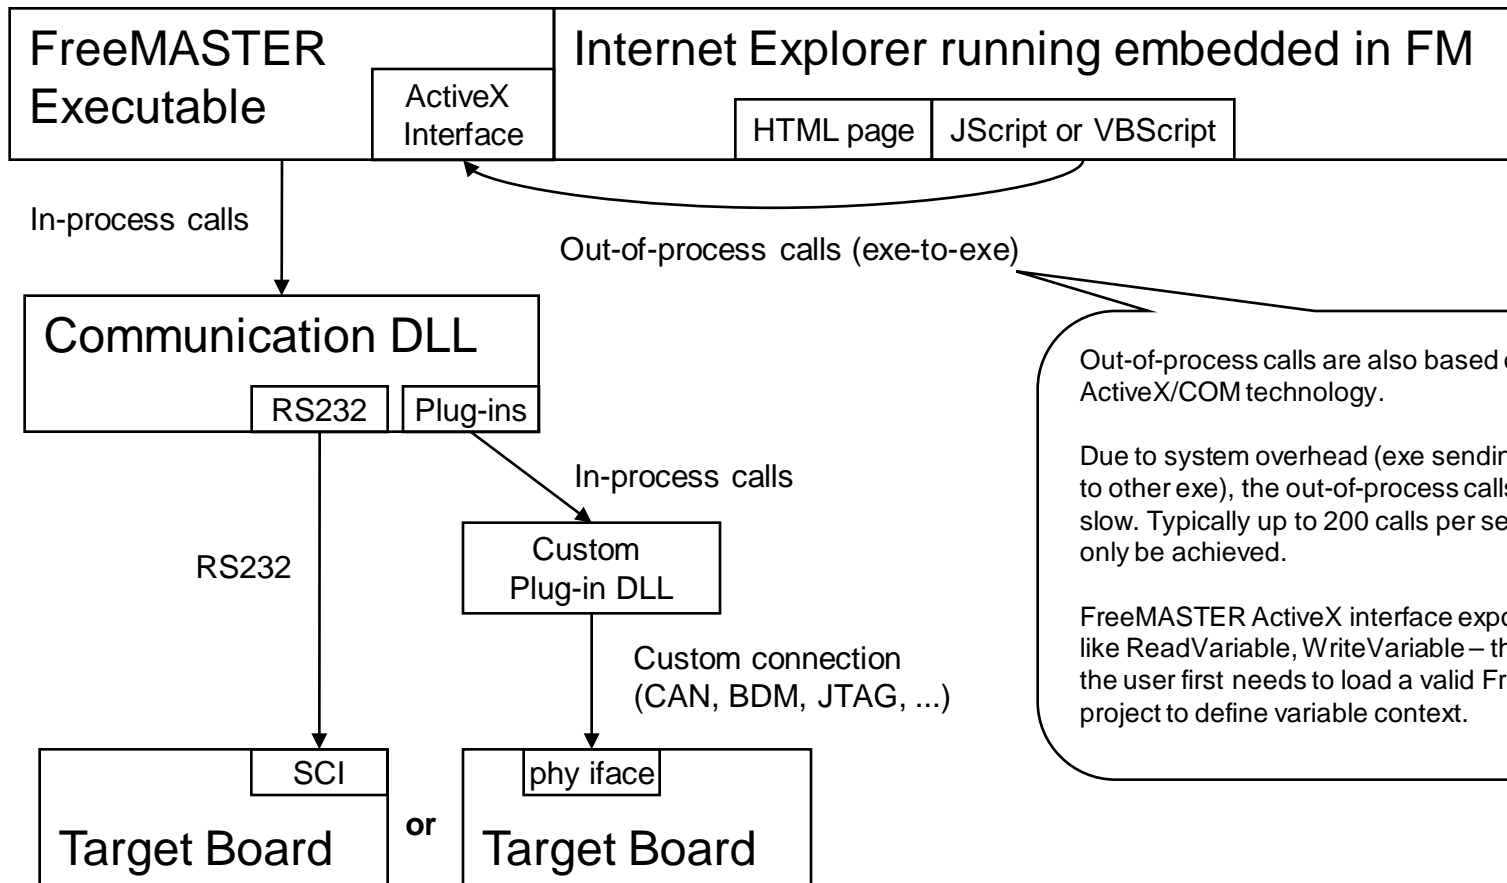 FreeMASTER
Executable
ActiveX
Interface
Internet Explorer running embedded in FM
HTML page
JScript or VBScript
In-process calls
Out-of-process calls (exe-to-exe)
Communication DLL
RS232
Plug-ins
Out-of-process calls are also based
ActiveX/COM technology.
Due to system overhead (exe
to other exe), the out-of-process
slow. Typically up to 200 calls per
only be achieved.
FreeMASTER ActiveX interface
like ReadVariable, WriteVariable –
the user first needs to load a valid
project to define variable context.
In-process calls
RS232
Custom
Plug-in DLL
Custom connection
(CAN, BDM, JTAG, ...)
SCI
Target Board
or
phy iface
Target Board